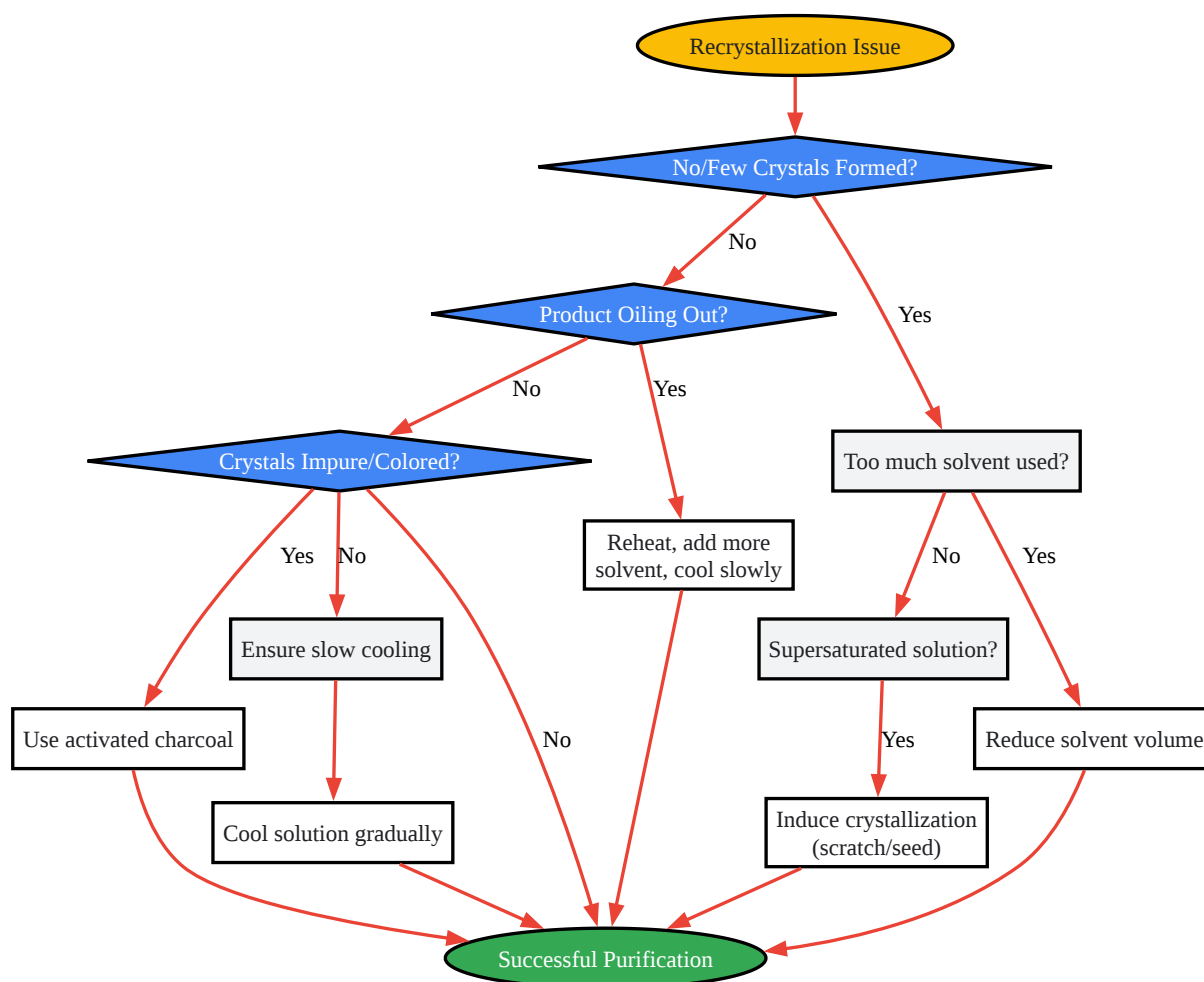 Recrystallization Issue
No/Few Crystals Formed?
No
Yes
Product Oiling Out?
No
Yes
Crystals Impure/Colored?
Too much solvent used?
Reheat, add more
solvent, cool slowly
Yes
No
No
Yes
Ensure slow cooling
Supersaturated solution?
Use activated charcoal
No
Yes
Reduce solvent volume
Cool solution gradually
Induce crystallization
(scratch/seed)
Successful Purification